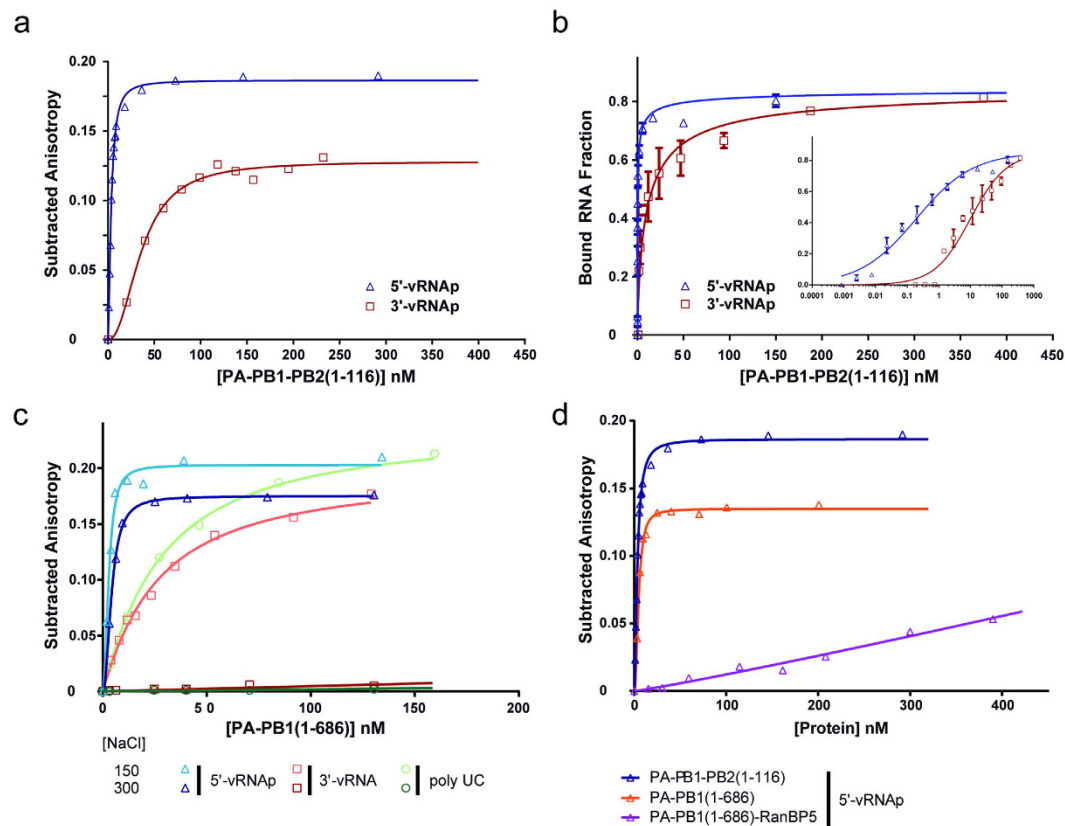 a
Subtracted Anisotropy
0.20
0.15
0.10
0.05
0
0 50 100 150 200 250 300 350 400 450
[PA-PB1-PB2(1-116)] nM
5'-vRNAp
3'-vRNAp
b
Bound RNA Fraction
0.8
0.6
0.4
0.2
0.0
0 50 100 150 200 250 300 350 400 450
[PA-PB1-PB2(1-116)] nM
5'-vRNAp
3'-vRNAp
0.8
0.6
0.4
0.2
0.0
0.0001 0.001 0.01 0.1 1 10 100 1000
c
Subtracted Anisotropy
0.20
0.15
0.10
0.05
0
0 50 100 150 200
[PA-PB1(1-686)] nM
[NaCl]
150
300
5'-vRNAp
3'-vRNA
poly UC
d
Subtracted Anisotropy
0.20
0.15
0.10
0.05
0
0 100 200 300 400
[Protein] nM
PA-PB1-PB2(1-116)
PA-PB1(1-686)
PA-PB1(1-686)-RanBP5
5'-vRNAp